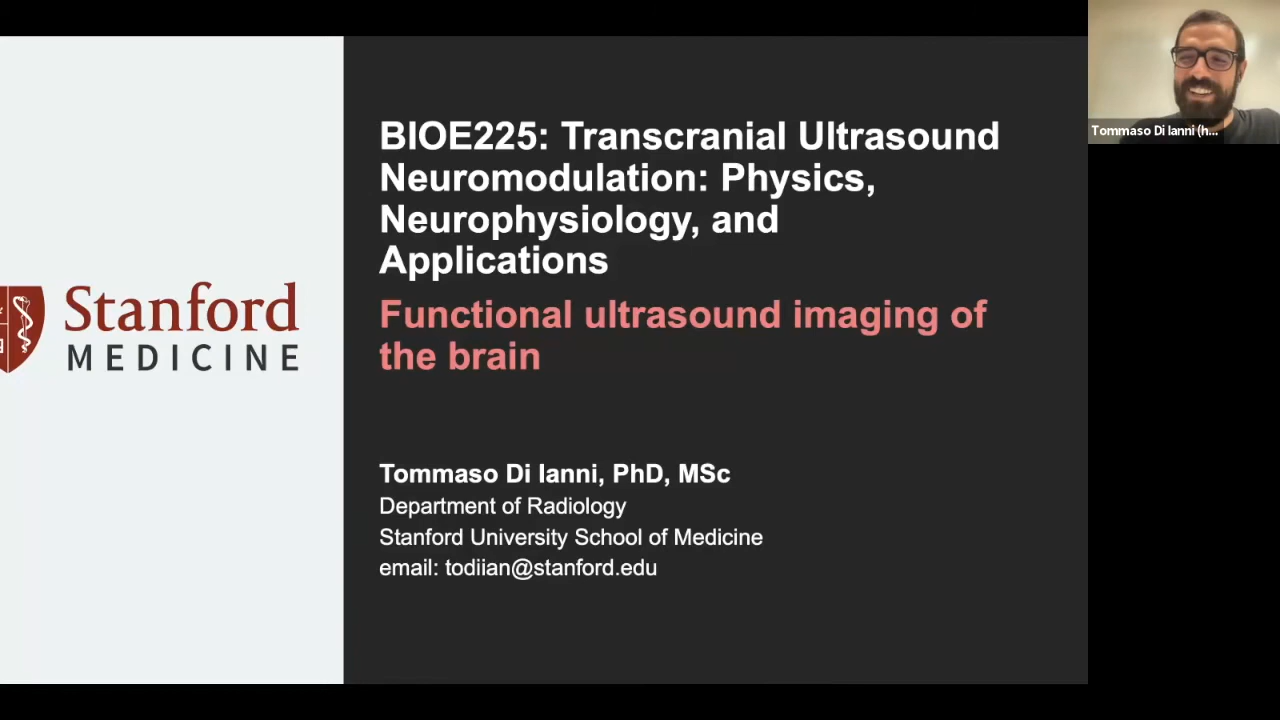 BIOE225: Transcranial Ultrasound
Neuromodulation: Physics,
Neurophysiology, and
Applications
Functional ultrasound imaging of
the brain
Stanford
MEDICINE
Tommaso Di Ianni, PhD, MSc
Department of Radiology
Stanford University School of Medicine
email: todiian@stanford.edu
Tommaso Di Ianni (h...